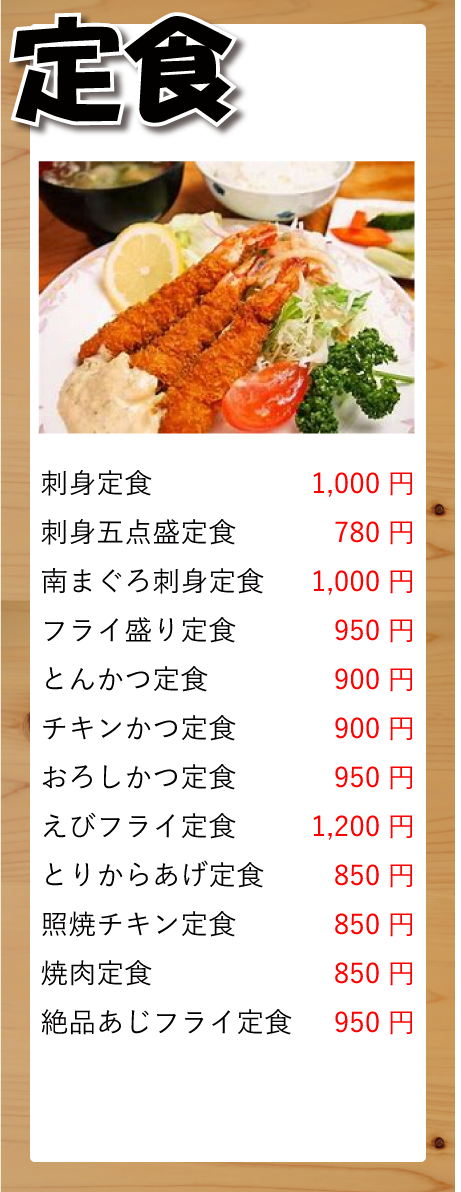 定食
刺身定食 1,000 円
刺身五点盛定食 780 円
南まぐろ刺身定食 1,000 円
フライ盛り定食 950 円
とんかつ定食 900 円
チキンかつ定食 900 円
おろしかつ定食 950 円
えびフライ定食 1,200 円
とりからあげ定食 850 円
照焼チキン定食 850 円
焼肉定食 850 円
絶品あじフライ定食 950 円